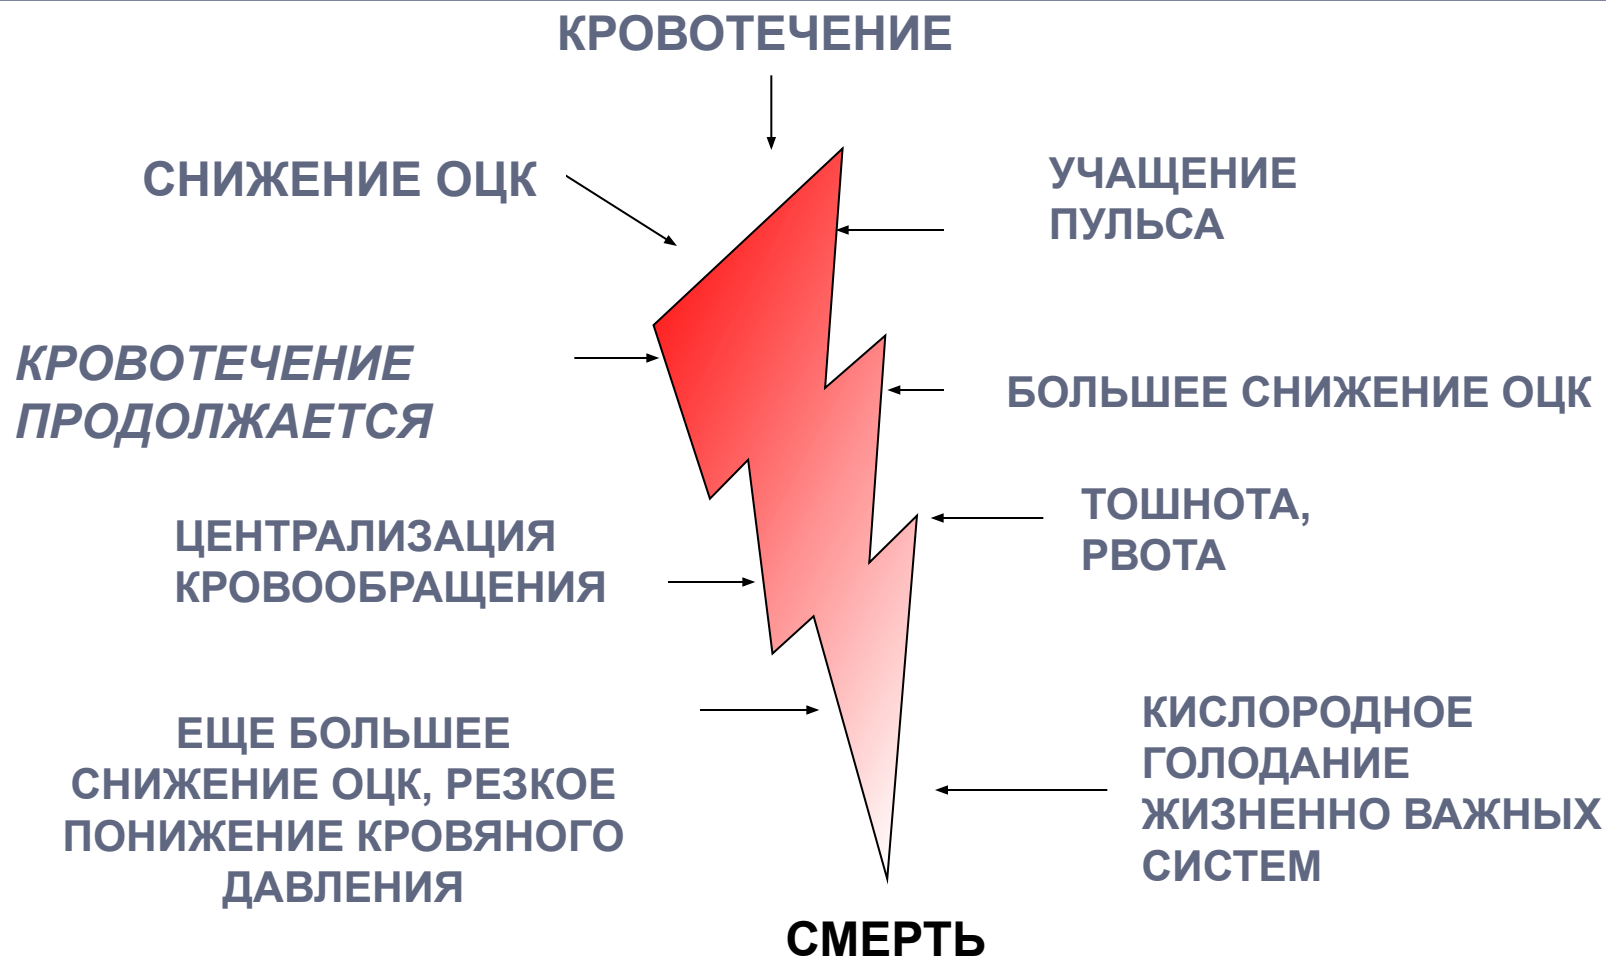 КРОВОТЕЧЕНИЕ
СНИЖЕНИЕ ОЦК
УЧАЩЕНИЕ
ПУЛЬСА
КРОВОТЕЧЕНИЕ
ПРОДОЛЖАЕТСЯ
БОЛЬШЕЕ СНИЖЕНИЕ ОЦК
ЦЕНТРАЛИЗАЦИЯ
КРОВООБРАЩЕНИЯ
ТОШНОТА,
РВОТА
ЕЩЕ БОЛЬШЕЕ
СНИЖЕНИЕ ОЦК, РЕЗКОЕ
ПОНИЖЕНИЕ КРОВЯНОГО
ДАВЛЕНИЯ
КИСЛОРОДНОЕ
ГОЛОДАНИЕ
ЖИЗНЕННО ВАЖНЫХ
СИСТЕМ
СМЕРТЬ